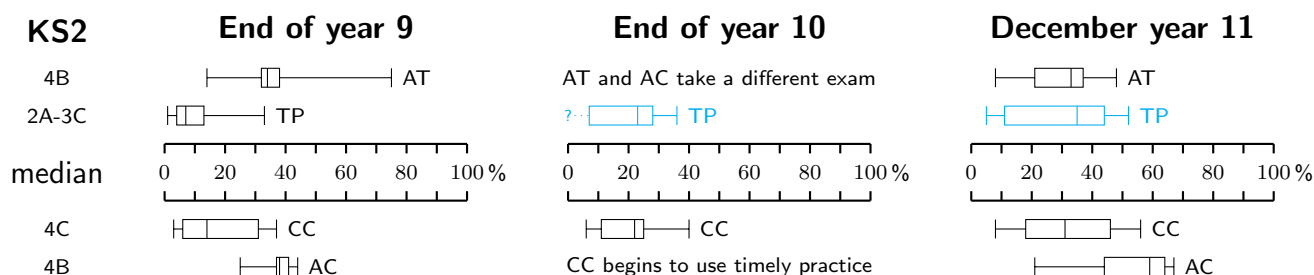 KS2 End of year 9 End of year 10 December year 11
4B AT AT and AC take a different exam AT
2A-3C TP ? TP TP
median 0 20 40 60 80 100 % 0 20 40 60 80 100 % 0 20 40 60 80 100 %
4C CC CC CC
4B AC CC begins to use timely practice AC